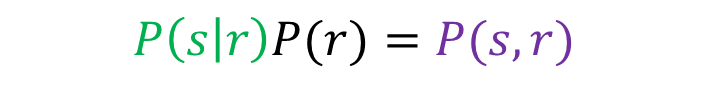 P(s|r)P(r) = P(s,r)